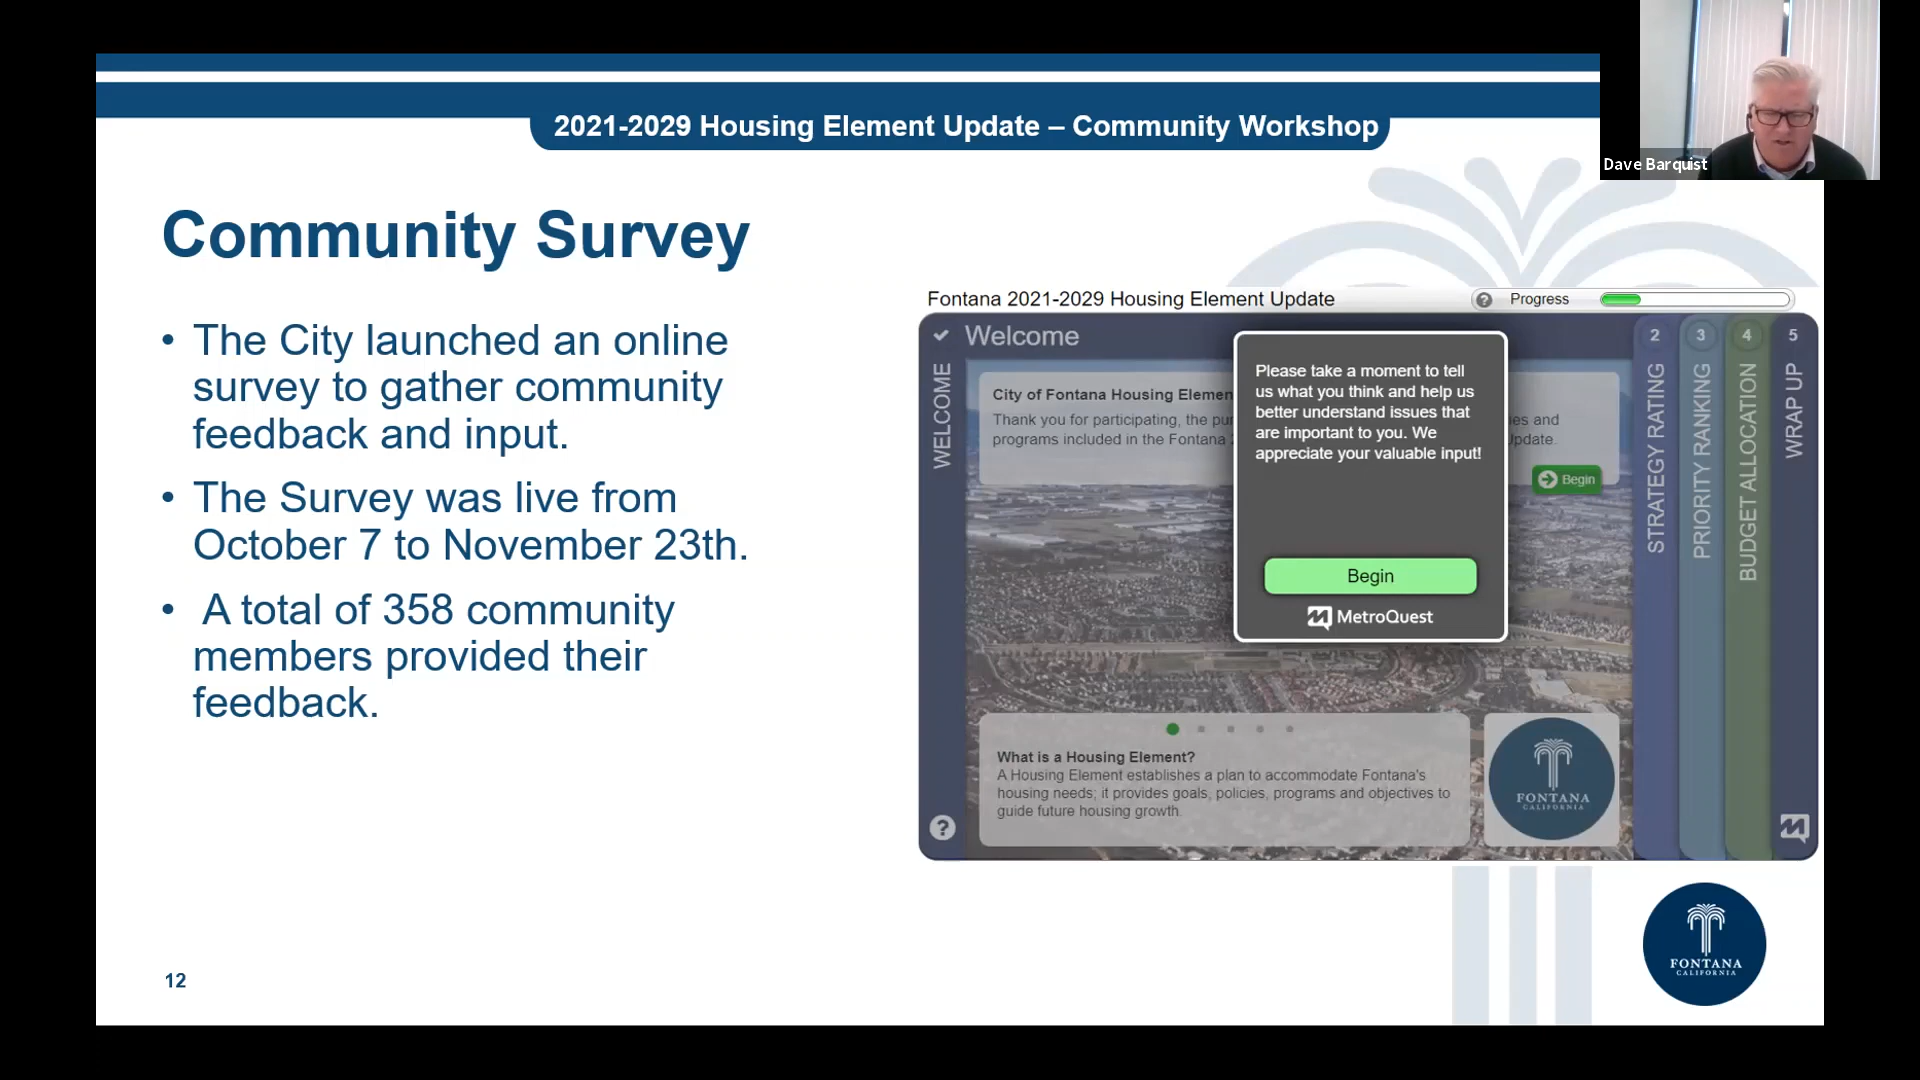 2021-2029 Housing Element Update – Community Workshop
Dave Barquist
Community Survey
• The City launched an online
survey to gather community
feedback and input.
• The Survey was live from
October 7 to November 23th.
• A total of 358 community
members provided their
feedback.
Fontana 2021-2029 Housing Element Update
? Progress
Welcome
WELCOME
City of Fontana Housing Elemen
Thank you for participating, the pu
es and
programs included in the Fontana 2
pdate.
Begin
Please take a moment to tell
us what you think and help us
better understand issues that
are important to you. We
appreciate your valuable input!
Begin
MetroQuest
2
STRATEGY RATING
3
PRIORITY RANKING
4
BUDGET ALLOCATION
5
WRAP UP
What is a Housing Element?
A Housing Element establishes a plan to accommodate Fontana's
housing needs; it provides goals, policies, programs and objectives to
guide future housing growth.
FONTANA
CALIFORNIA
?
12
FONTANA
CALIFORNIA